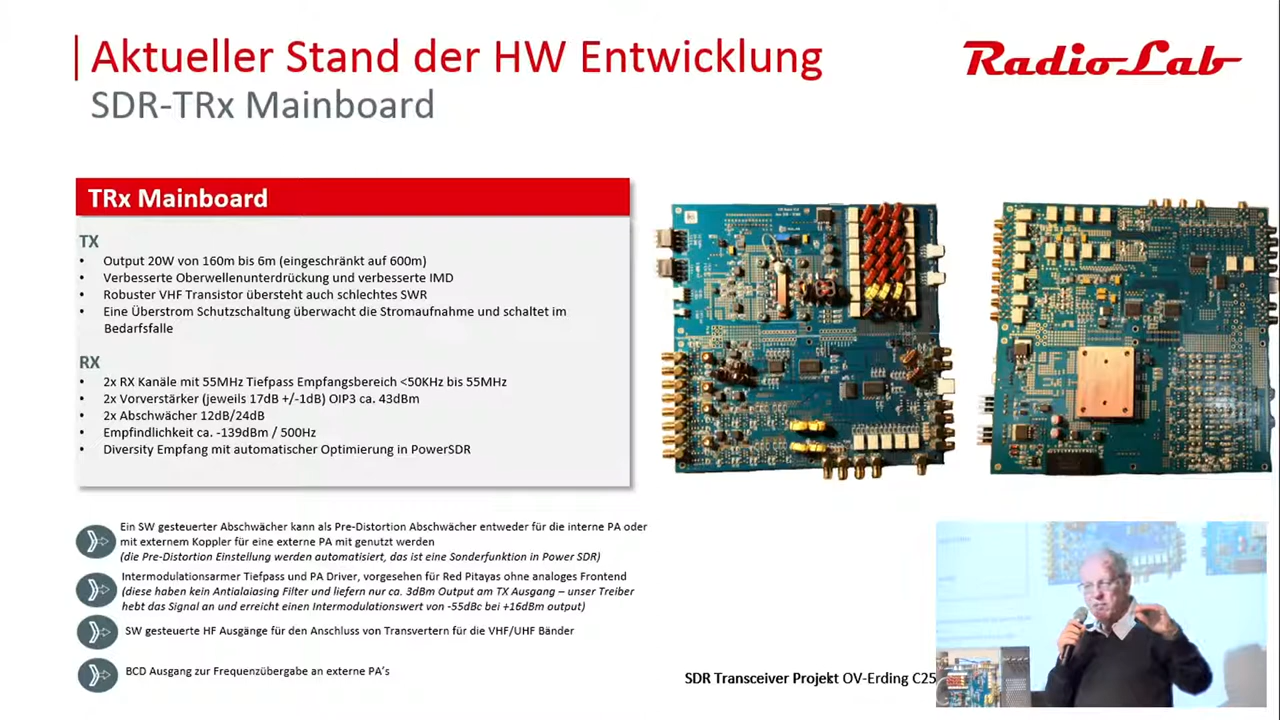 Aktueller Stand der HW Entwicklung
RadioLab
SDR-TRx Mainboard
TRx Mainboard
TX
• Output 20W von 160m bis 6m (eingeschränkt auf 600m)
• Verbesserte Oberwellenunterdrückung und verbesserte IMD
• Robuster VHF Transistor übersteht auch schlechtes SWR
• Eine Überstrom Schutzschaltung überwacht die Stromaufnahme und schaltet im
Bedarfsfalle
RX
• 2x RX Kanäle mit 55MHz Tiefpass Empfangsbereich <50KHz bis 55MHz
• 2x Vorverstärker (jeweils 17dB +/-1dB) OIP3 ca. 43dBm
• 2x Abschwächer 12dB/24dB
• Empfindlichkeit ca. -139dBm / 500Hz
• Diversity Empfang mit automatischer Optimierung in PowerSDR
Ein SW gesteuerter Abschwächer kann als Pre-Distortion Abschwächer entweder für die interne PA oder
mit externem Koppler für eine externe PA mit genutzt werden
(die Pre-Distortion Einstellung werden automatisiert, das ist eine Sonderfunktion in Power SDR)
Intermodulationsarmer Tiefpass und PA Driver, vorgesehen für Red Pitayas ohne analoges Frontend
(diese haben kein Antialaiasing Filter und liefern nur ca. 3dBm Output am TX Ausgang – unser Treiber
hebt das Signal an und erreicht einen Intermodulationswert von -55dBc bei +16dBm output)
SW gesteuerte HF Ausgänge für den Anschluss von Transvertern für die VHF/UHF Bänder
BCD Ausgang zur Frequenzübergabe an externe PA's
SDR Transceiver Projekt OV-Erding C25